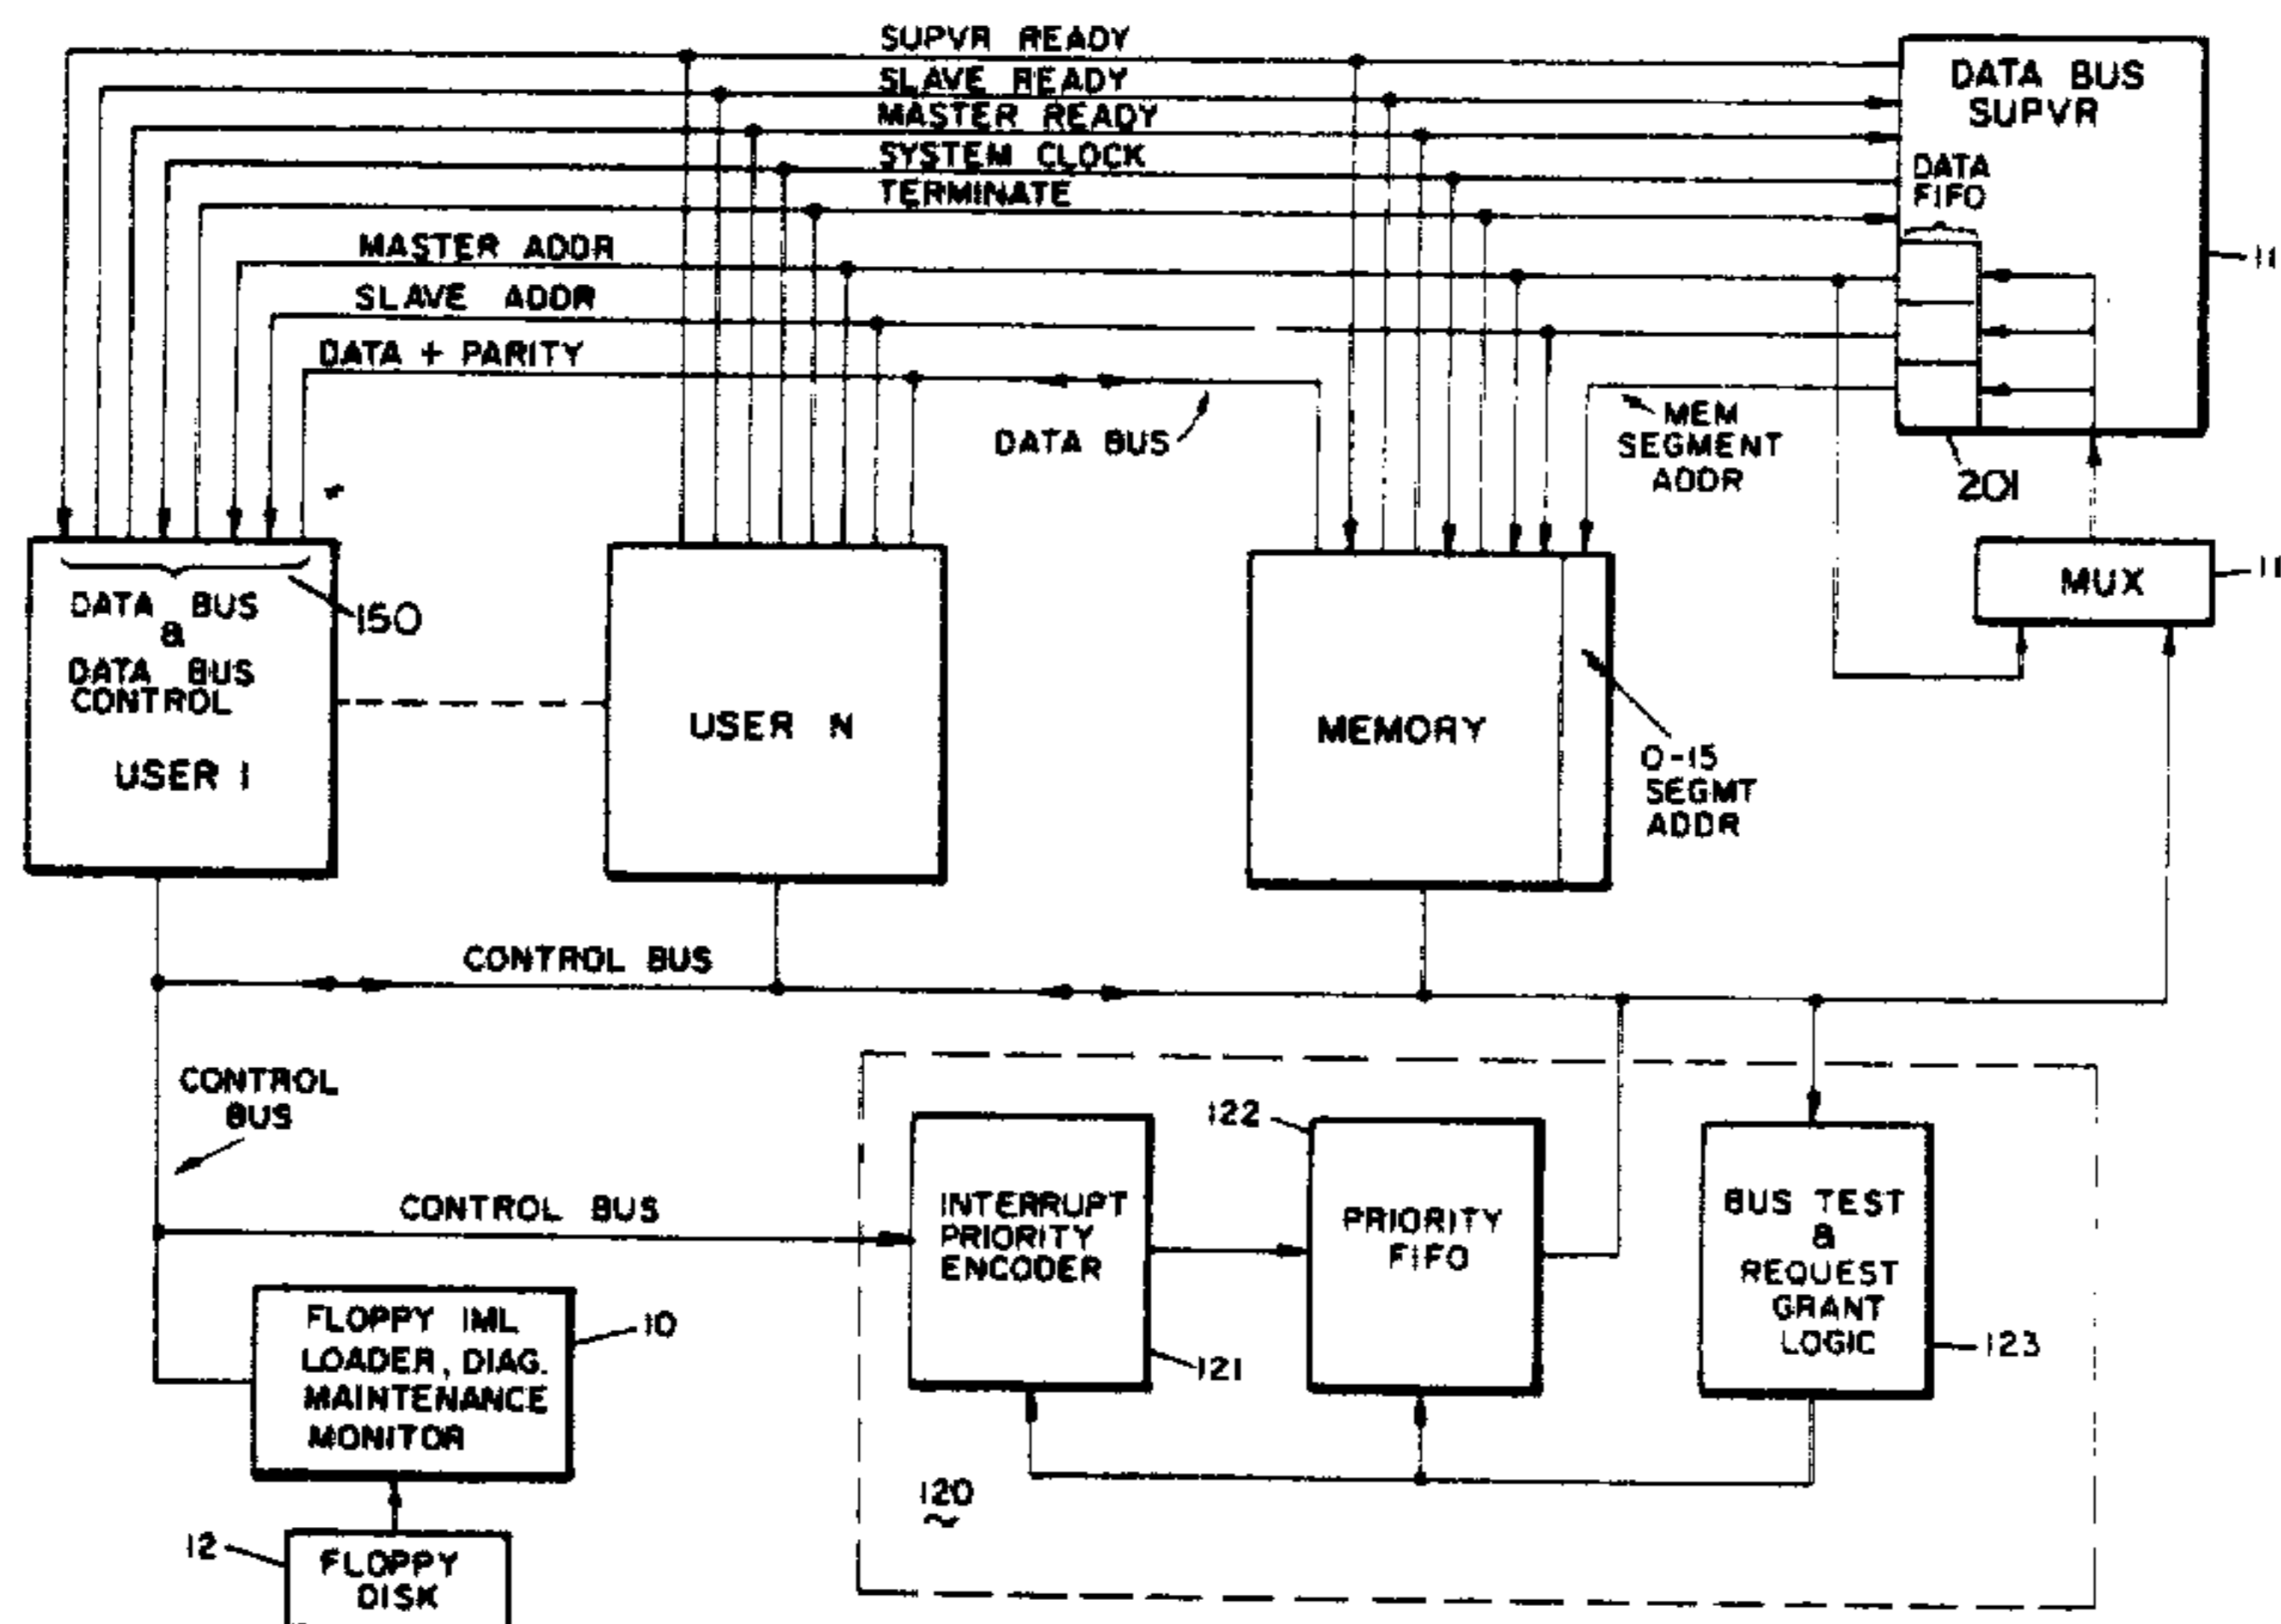 SUPVR READY
SLAVE READY
MASTER READY
SYSTEM CLOCK
TERMINATE
MASTER ADDR
SLAVE ADDR
DATA + PARITY
DATA BUS
DATA BUS
SUPVR
DATA
FIFO
11
MEM
SEGMENT
ADDR
201
MUX
11
DATA BUS
&
DATA BUS
CONTROL
USER 1
150
USER N
MEMORY
0-15
SEGMT
ADDR
CONTROL BUS
CONTROL
BUS
CONTROL BUS
INTERRUPT
PRIORITY
ENCODER
121
122
PRIORITY
FIFO
BUS TEST
&
REQUEST
GRANT
LOGIC
123
120
FLOPPY IML
LOADER, DIAG.
MAINTENANCE
MONITOR
10
12
FLOPPY
DISK